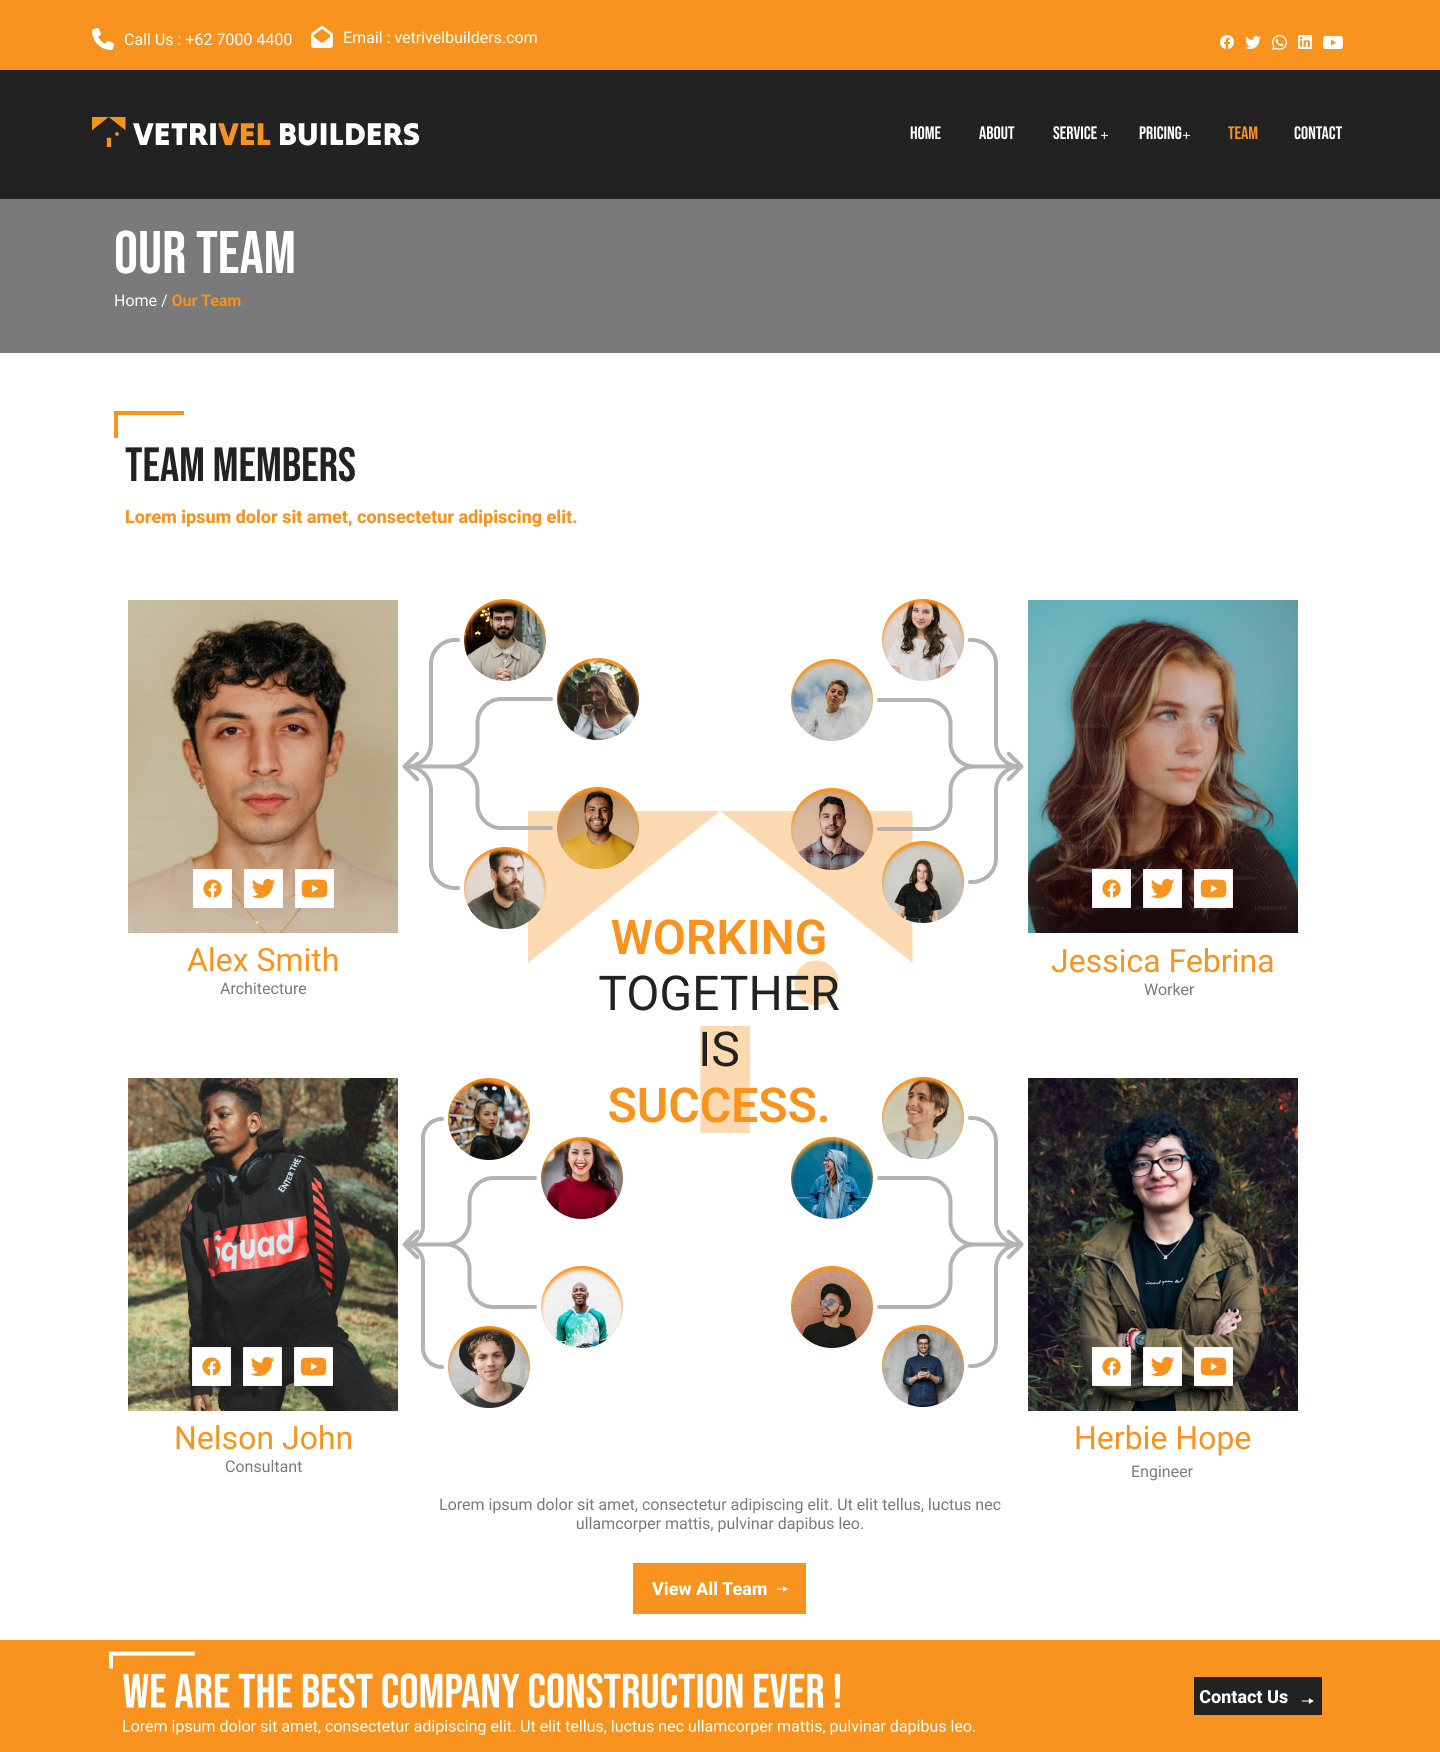 Call Us : +62 7000 4400
Email : vetrivelbuilders.com
VETRIVEL BUILDERS
HOME ABOUT SERVICE + PRICING+ TEAM CONTACT
OUR TEAM
Home / Our Team
TEAM MEMBERS
Lorem ipsum dolor sit amet, consectetur adipiscing elit.
WORKING
TOGETHER
IS
SUCCESS.
Alex Smith
Architecture
Jessica Febrina
Worker
ENTER THE
Squad
Nelson John
Consultant
Herbie Hope
Engineer
Lorem ipsum dolor sit amet, consectetur adipiscing elit. Ut elit tellus, luctus nec
ullamcorper mattis, pulvinar dapibus leo.
View All Team →
WE ARE THE BEST COMPANY CONSTRUCTION EVER !
Lorem ipsum dolor sit amet, consectetur adipiscing elit. Ut elit tellus, luctus nec ullamcorper mattis, pulvinar dapibus leo.
Contact Us →